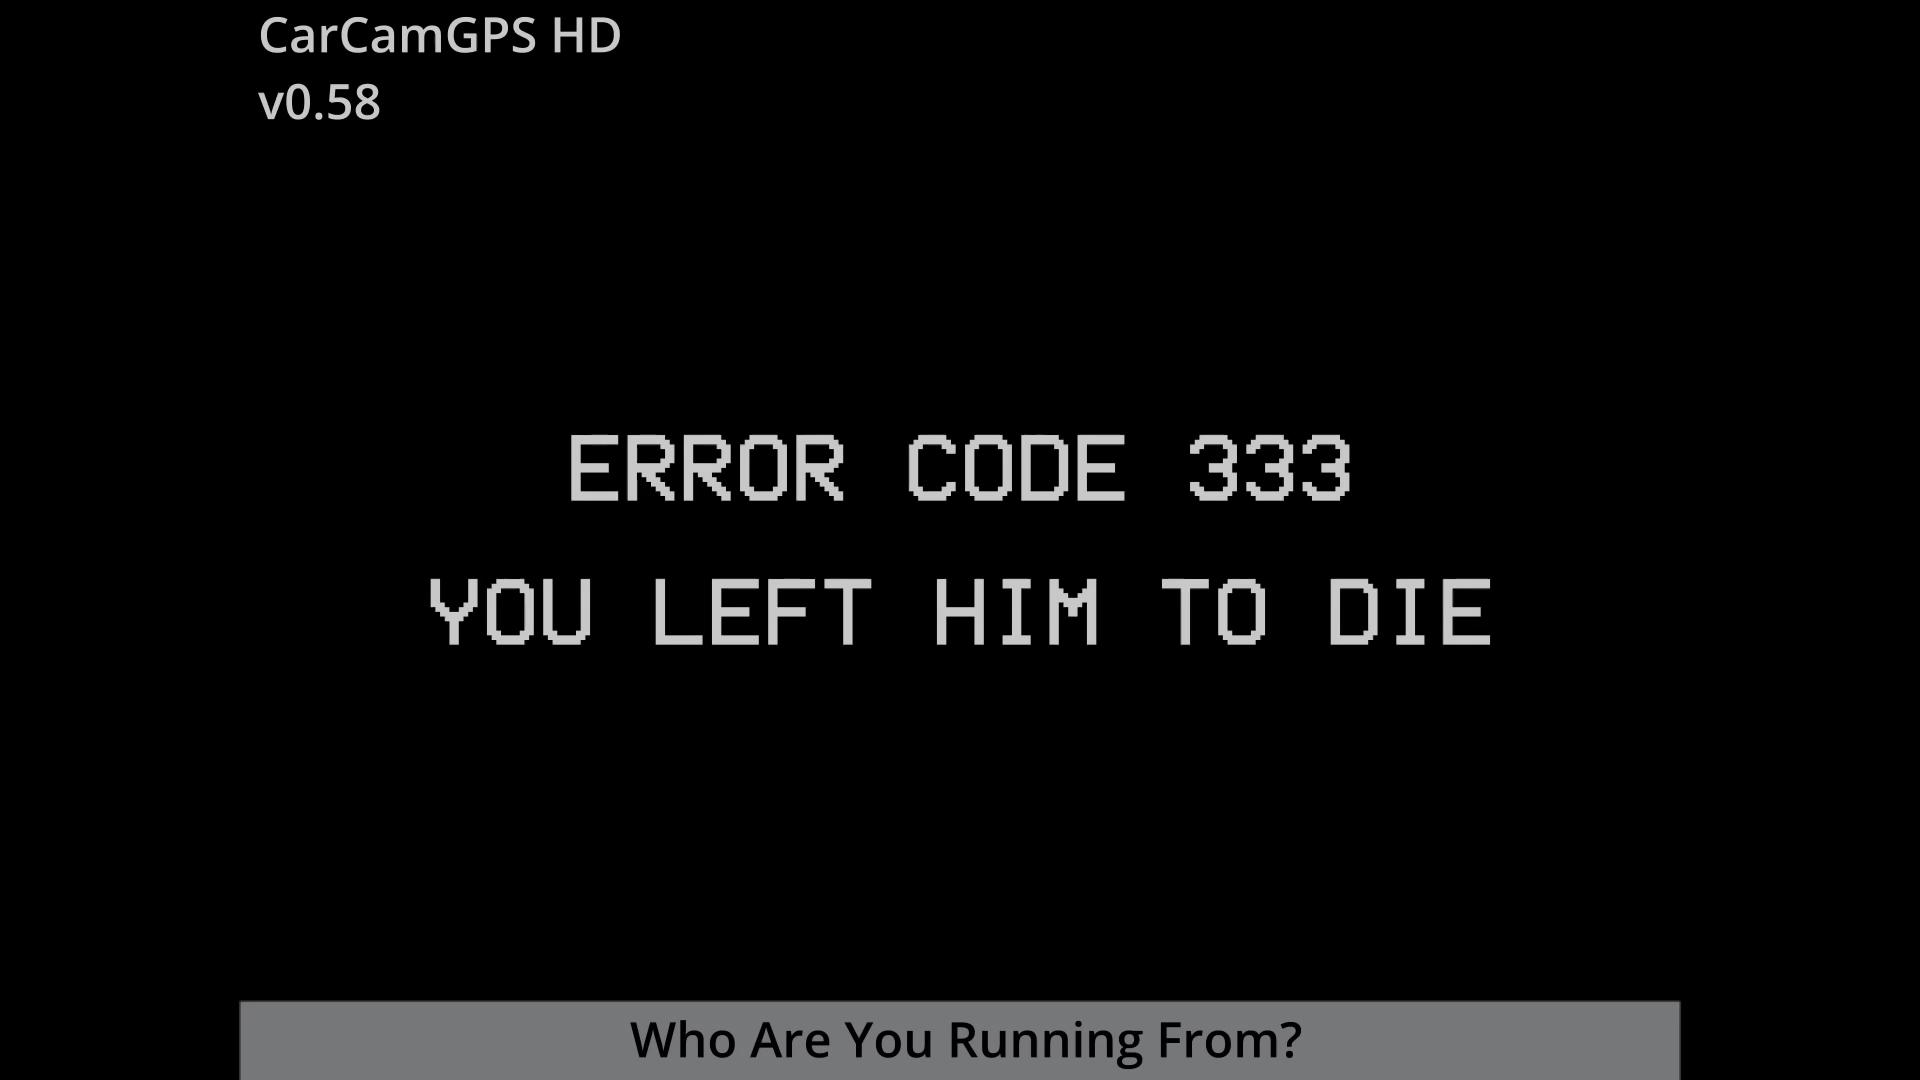 CarCamGPS HD
v0.58
ERROR CODE 333
YOU LEFT HIM TO DIE
Who Are You Running From?